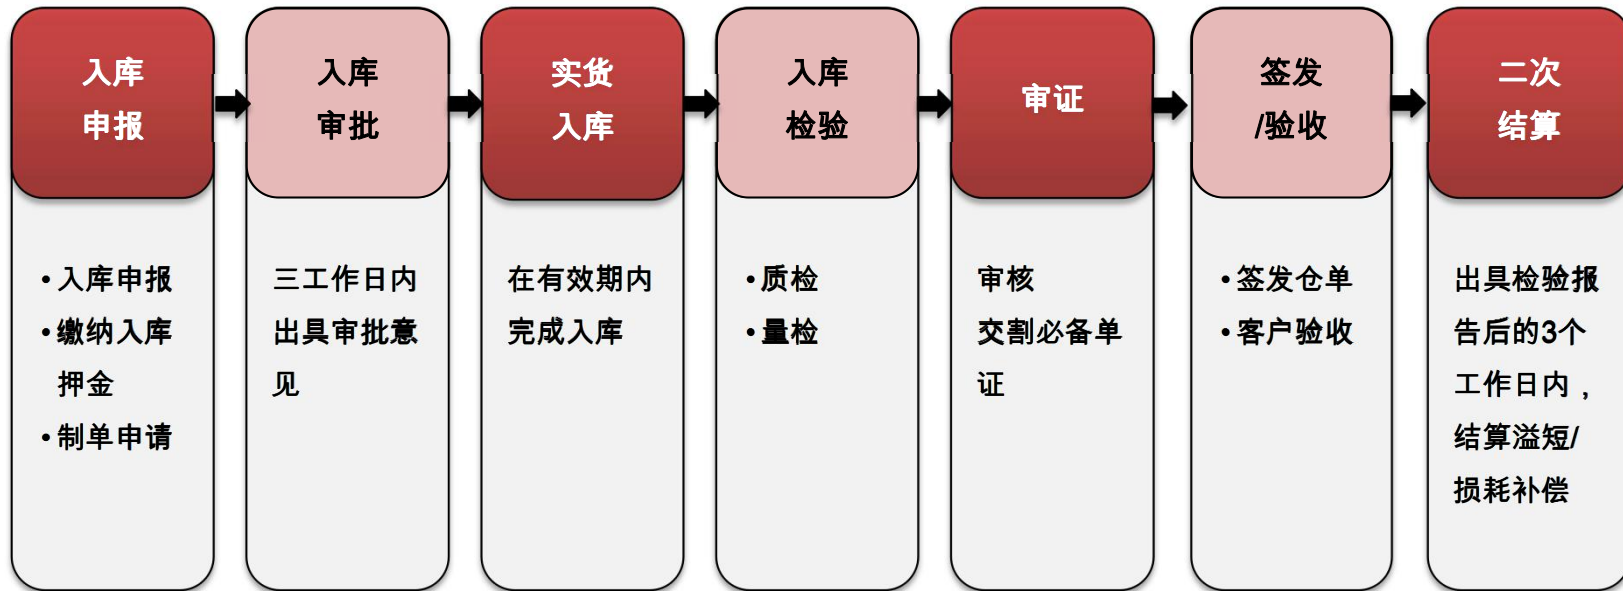 入库
申报
入库
审批
实货
入库
入库
检验
审证
签发
/验收
二次
结算
•入库申报
•缴纳入库
押金
•制单申请
三工作日内
出具审批意
见
在有效期内
完成入库
•质检
•量检
审核
交割必备单
证
•签发仓单
•客户验收
出具检验报
告后的3个
工作日内，
结算溢短/
损耗补偿